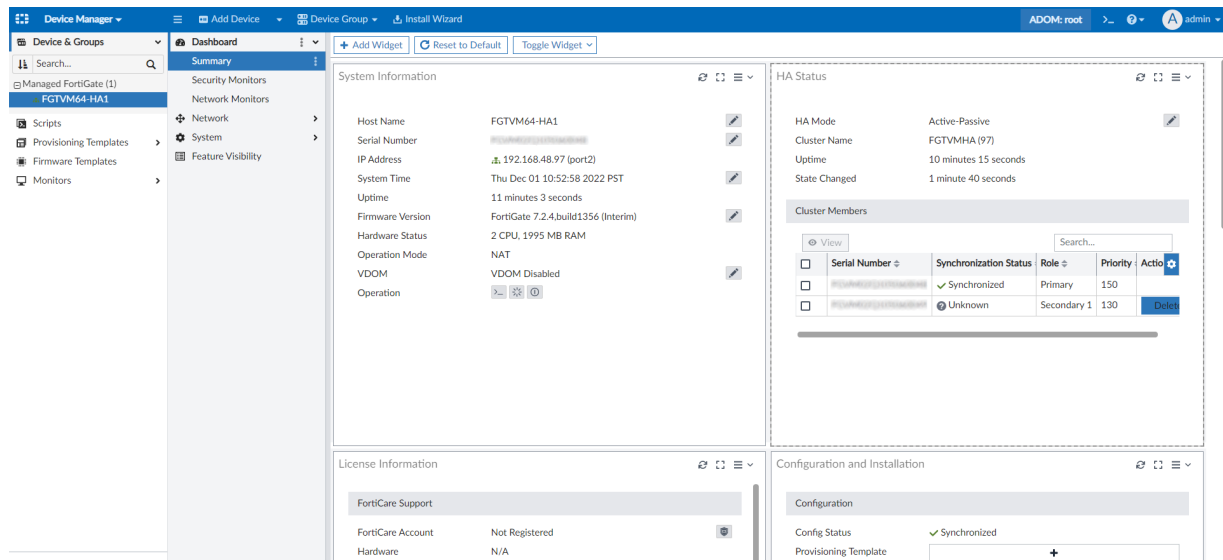 Device Manager
Add Device
Device Group
Install Wizard
ADOM: root
A admin
Device & Groups
Search...
Managed FortiGate (1)
FGTVM64-HA1
Scripts
Provisioning Templates
Firmware Templates
Monitors
Dashboard
Summary
Security Monitors
Network Monitors
Network
System
Feature Visibility
+ Add Widget Reset to Default Toggle Widget
System Information
Host Name FGTVM64-HA1
Serial Number
IP Address 192.168.48.97 (port2)
System Time Thu Dec 01 10:52:58 2022 PST
Uptime 11 minutes 3 seconds
Firmware Version FortiGate 7.2.4,build1356 (Interim)
Hardware Status 2 CPU, 1995 MB RAM
Operation Mode NAT
VDOM VDOM Disabled
Operation
HA Status
HA Mode Active-Passive
Cluster Name FGTVMHA (97)
Uptime 10 minutes 15 seconds
State Changed 1 minute 40 seconds
Cluster Members
View Search...
Serial Number Synchronization Status Role Priority Actio
Synchronized Primary 150
Unknown Secondary 1 130 Delet
License Information
FortiCare Support
FortiCare Account Not Registered
Hardware N/A
Configuration and Installation
Configuration
Config Status Synchronized
Provisioning Template +